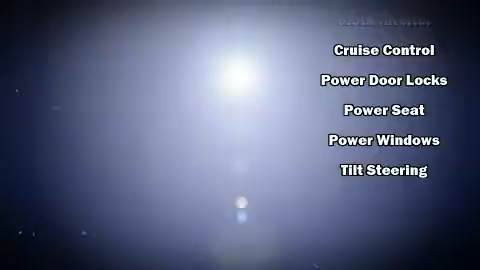 Cruise Control
Power Door Locks
Power Seat
Power Windows
Tilt Steering